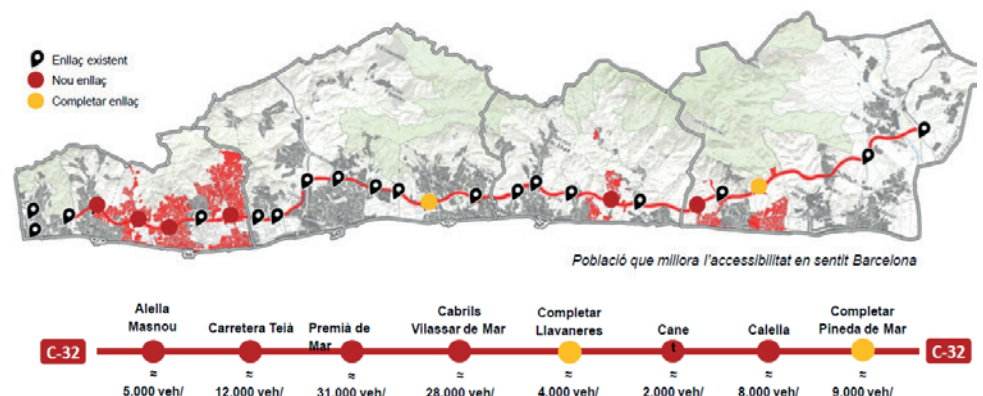 Enllaç existent
Nou enllaç
Completar enllaç
Població que millora l'accessibilitat en sentit Barcelona
Alella
Masnou
Carretera Teià
Premià de
Mar
Cabrils
Vilassar de Mar
Completar
Llavaneres
Cane
t
Calella
Completar
Pineda de Mar
C-32
C-32
≈ ≈ ≈ ≈ ≈ ≈ ≈ ≈
5.000 veh/ 12.000 veh/ 31.000 veh/ 28.000 veh/ 4.000 veh/ 2.000 veh/ 8.000 veh/ 9.000 veh/